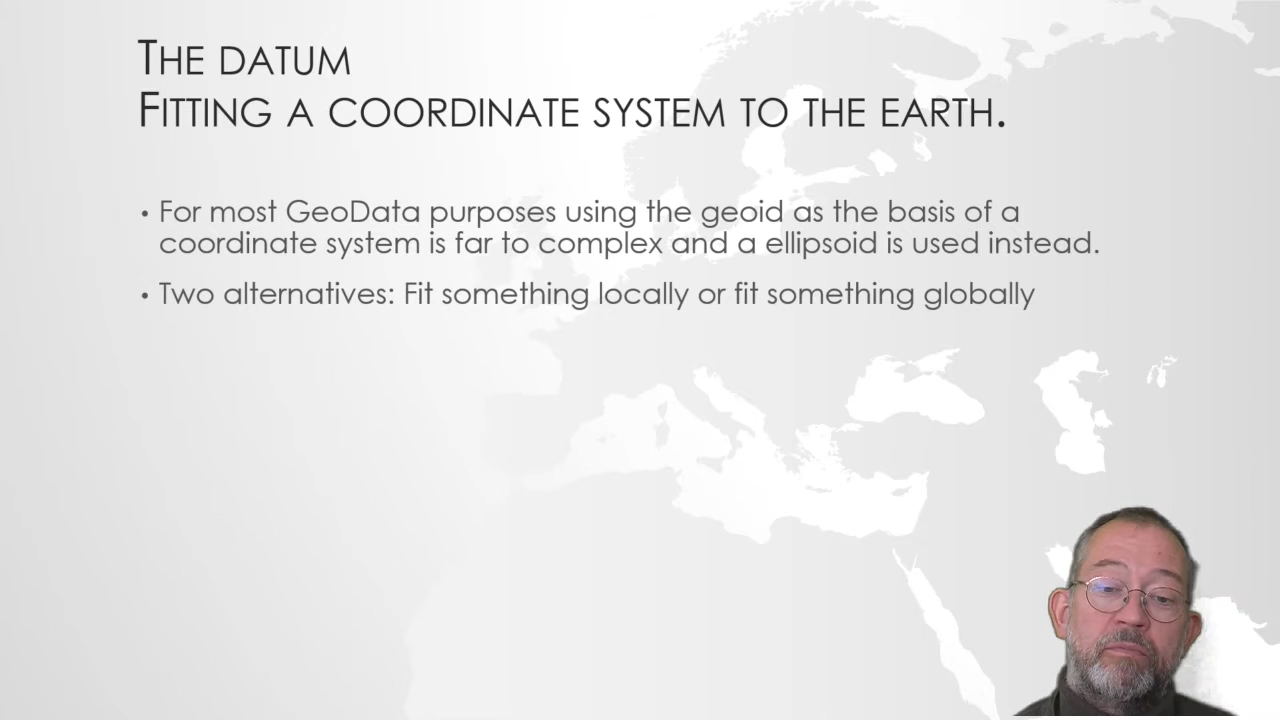 THE DATUM
FITTING A COORDINATE SYSTEM TO THE EARTH.
• For most GeoData purposes using the geoid as the basis of a
coordinate system is far to complex and a ellipsoid is used instead.
• Two alternatives: Fit something locally or fit something globally